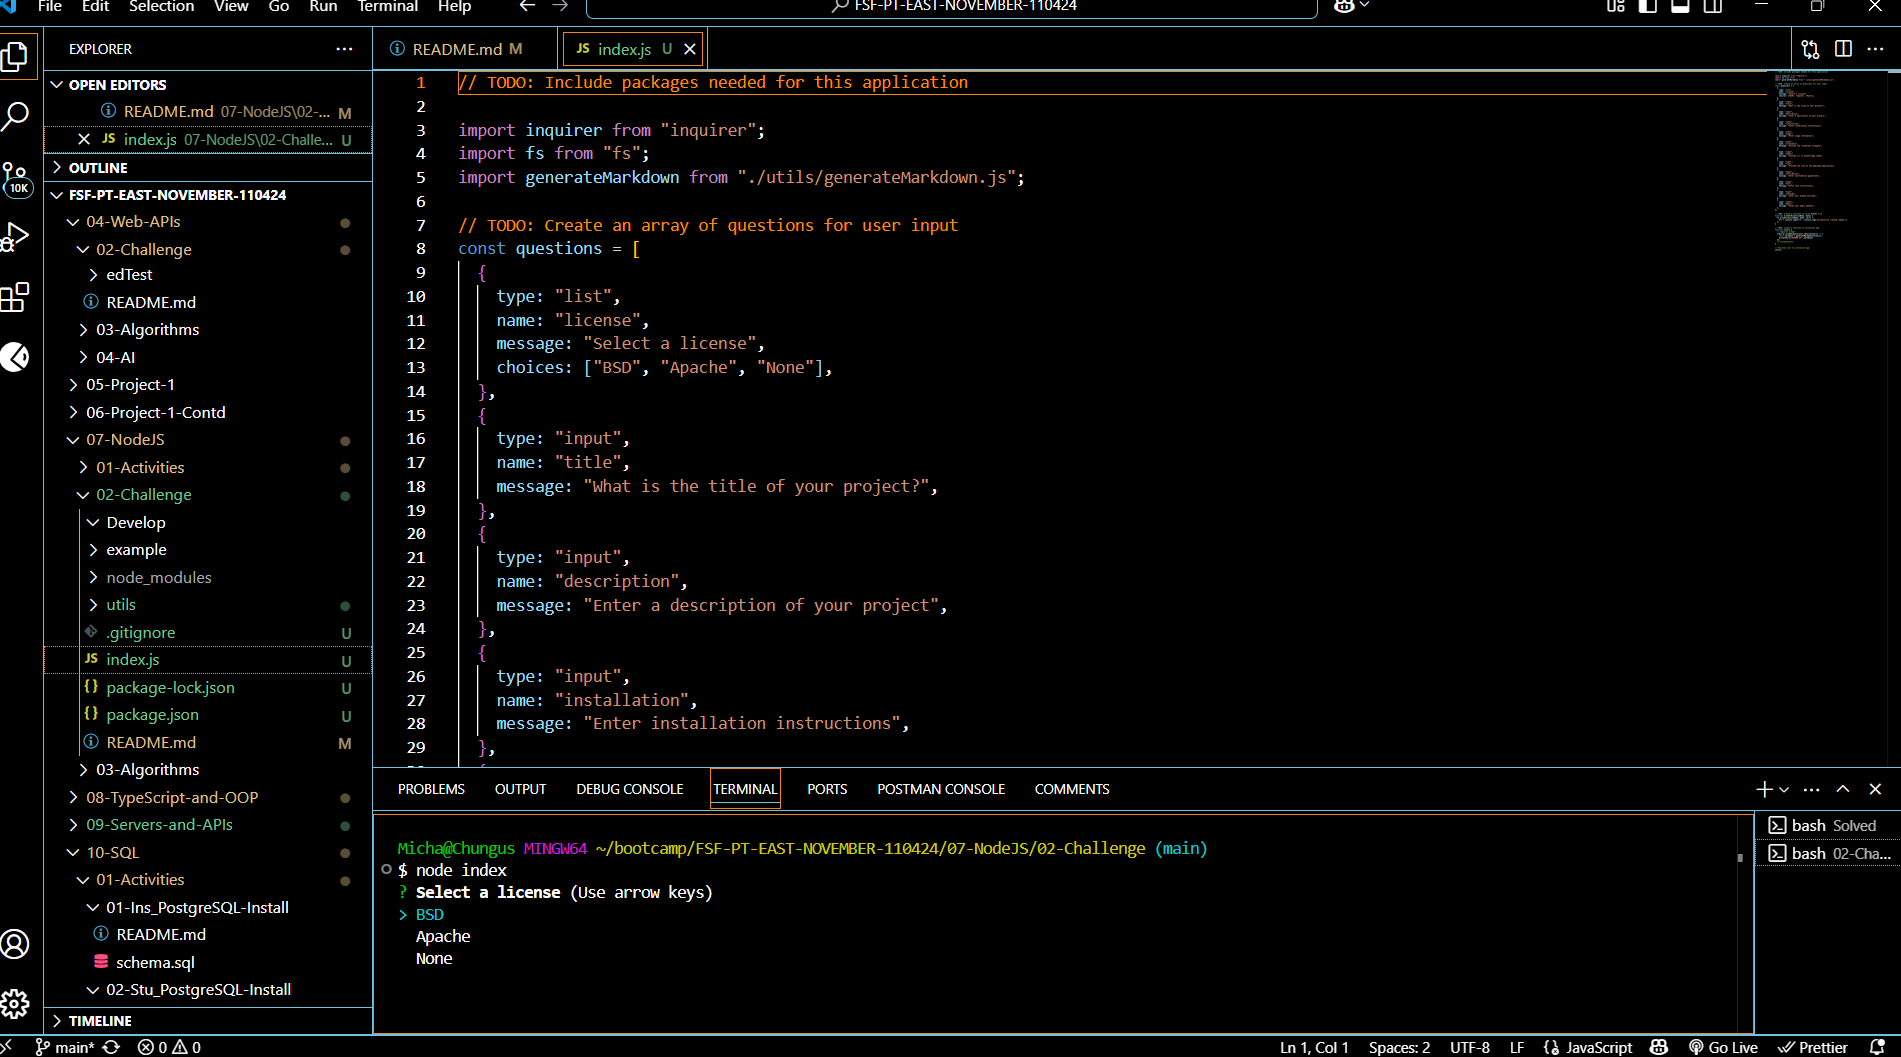 File Edit Selection View Go Run Terminal Help
FSF-PT-EAST-NOVEMBER-110424
EXPLORER
OPEN EDITORS
README.md 07-NodeJS\02-... M
JS index.js 07-NodeJS\02-Challe... U
OUTLINE
FSF-PT-EAST-NOVEMBER-110424
04-Web-APIs
02-Challenge
edTest
README.md
03-Algorithms
04-AI
05-Project-1
06-Project-1-Contd
07-NodeJS
01-Activities
02-Challenge
Develop
example
node_modules
utils
.gitignore U
JS index.js U
{} package-lock.json U
{} package.json U
README.md M
03-Algorithms
08-TypeScript-and-OOP
09-Servers-and-APIs
10-SQL
01-Activities
01-Ins_PostgreSQL-Install
README.md
schema.sql
02-Stu_PostgreSQL-Install
TIMELINE
10K
README.md M
JS index.js U
1 // TODO: Include packages needed for this application
2
3 import inquirer from "inquirer";
4 import fs from "fs";
5 import generateMarkdown from "./utils/generateMarkdown.js";
6
7 // TODO: Create an array of questions for user input
8 const questions = [
9 {
10 type: "list",
11 name: "license",
12 message: "Select a license",
13 choices: ["BSD", "Apache", "None"],
14 },
15 {
16 type: "input",
17 name: "title",
18 message: "What is the title of your project?",
19 },
20 {
21 type: "input",
22 name: "description",
23 message: "Enter a description of your project",
24 },
25 {
26 type: "input",
27 name: "installation",
28 message: "Enter installation instructions",
29 },
PROBLEMS OUTPUT DEBUG CONSOLE TERMINAL PORTS POSTMAN CONSOLE COMMENTS
Micha@Chungus MINGW64 ~/bootcamp/FSF-PT-EAST-NOVEMBER-110424/07-NodeJS/02-Challenge (main)
$ node index
? Select a license (Use arrow keys)
> BSD
Apache
None
bash Solved
bash 02-Cha...
main* 0 0 Ln 1, Col 1 Spaces: 2 UTF-8 LF {} JavaScript Go Live Prettier